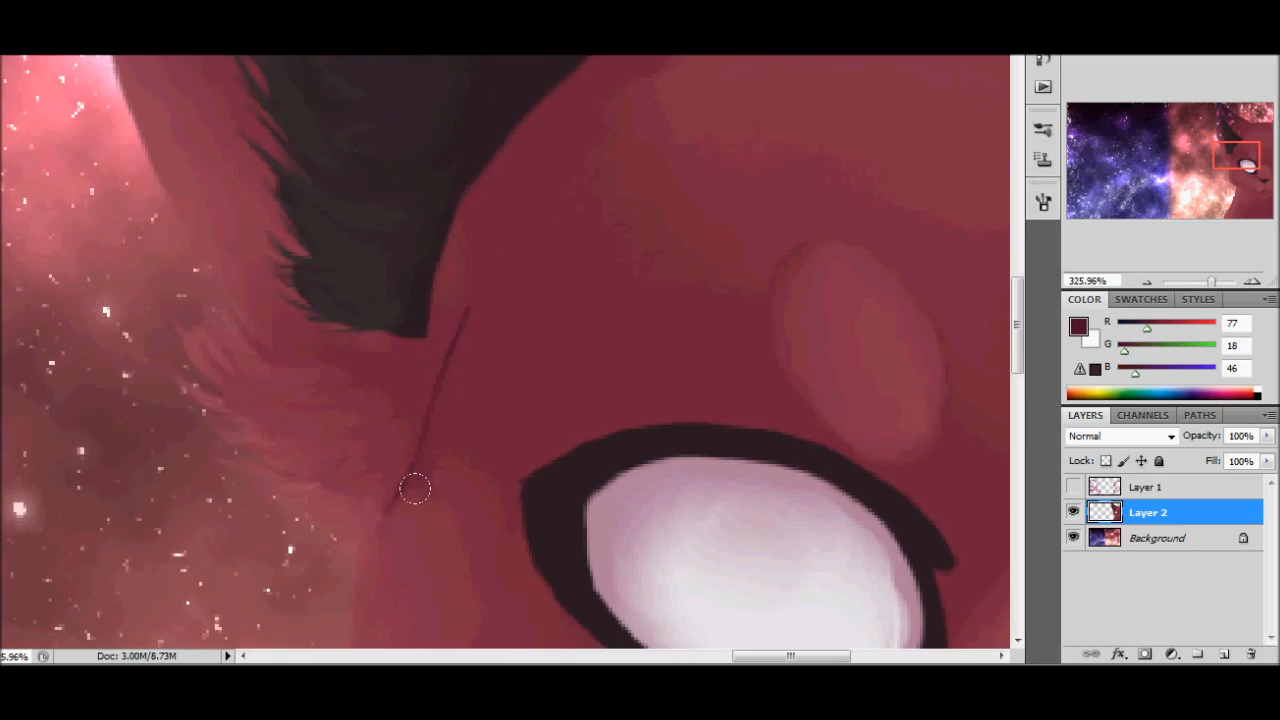 325.96%
COLOR SWATCHES STYLES
R 77
G 18
B 46
LAYERS CHANNELS PATHS
Normal Opacity: 100%
Lock: Fill: 100%
Layer 1
Layer 2
Background
5.96% Doc: 3.00M/8.73M